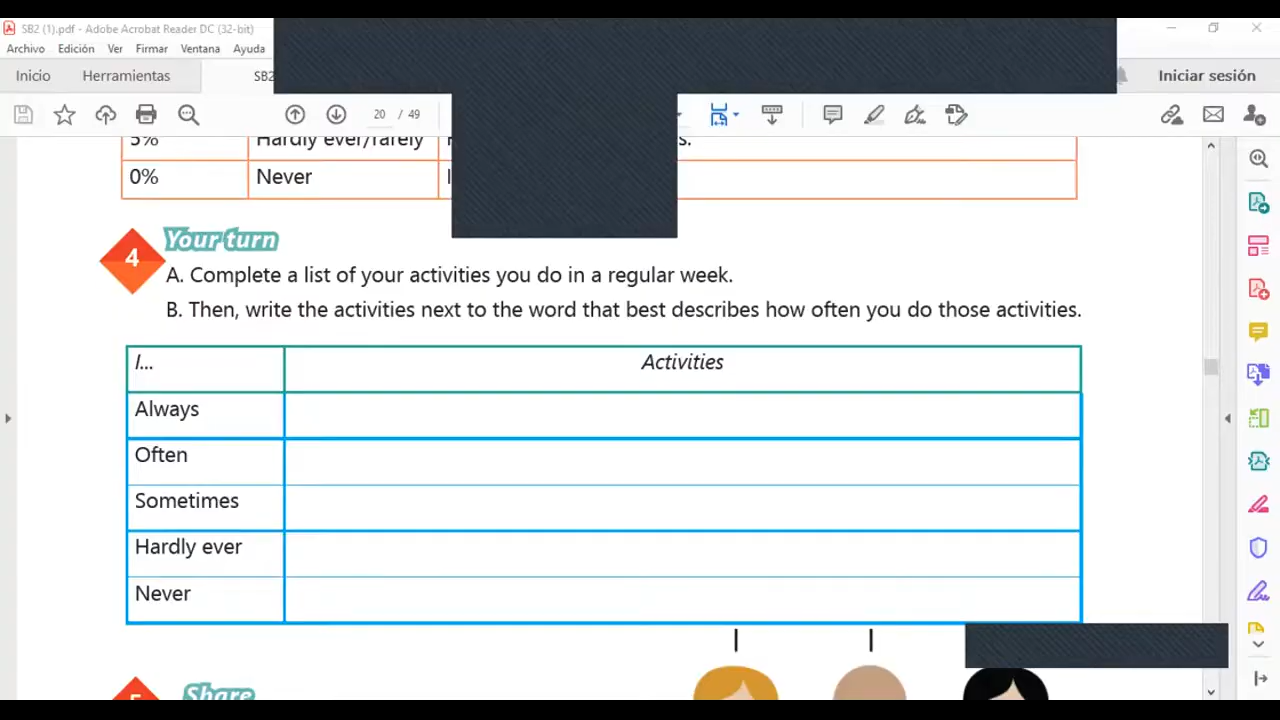 SB2 (1).pdf - Adobe Acrobat Reader DC (32-bit)
Archivo Edición Ver Firmar Ventana Ayuda
Inicio Herramientas SB2 Iniciar sesión
20 / 49
5% Hardly ever/rarely s.
0% Never I
4 Your turn
A. Complete a list of your activities you do in a regular week.
B. Then, write the activities next to the word that best describes how often you do those activities.
I... Activities
Always
Often
Sometimes
Hardly ever
Never
5 Share